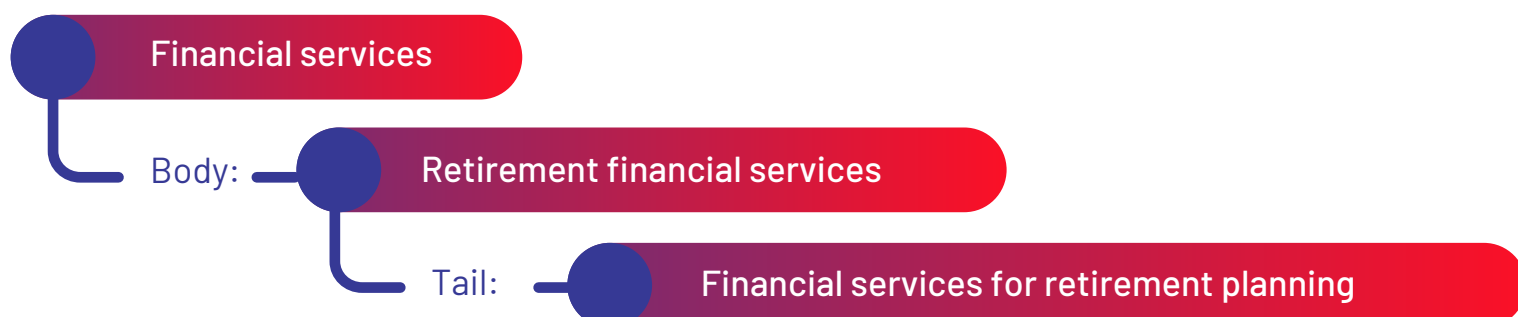 Financial services
Body: Retirement financial services
Tail: Financial services for retirement planning